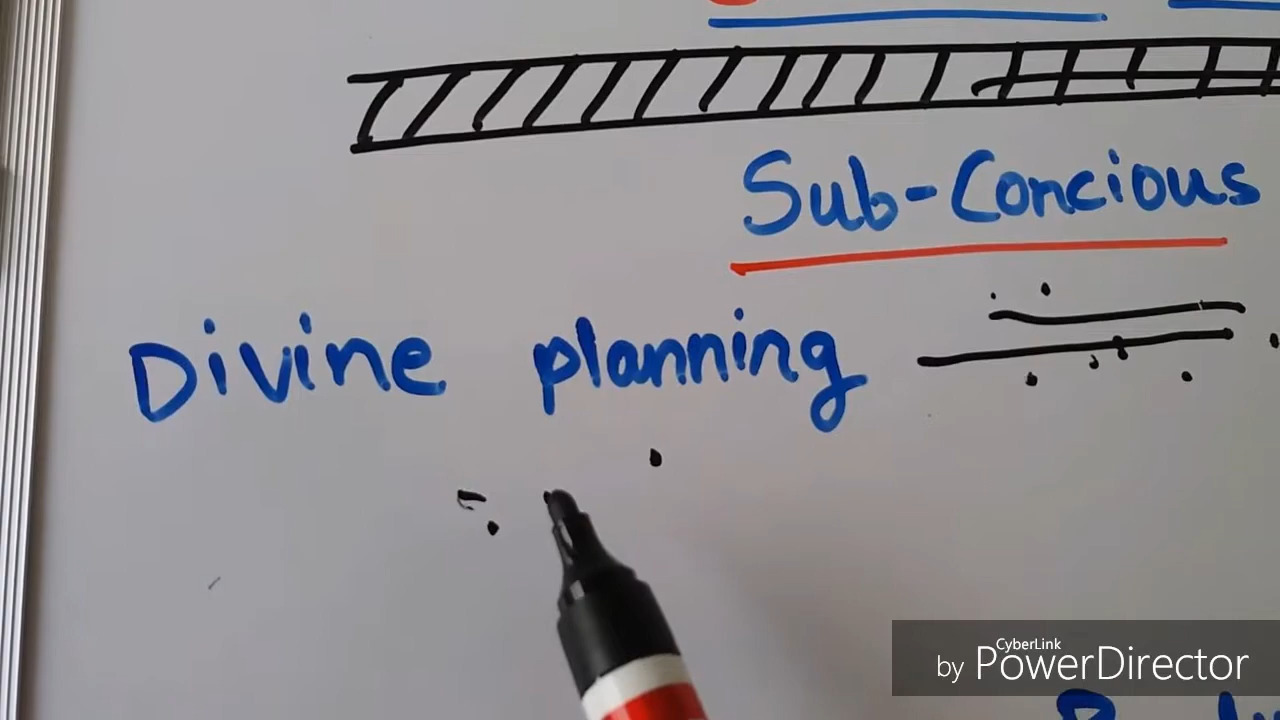 Sub-Concious
Divine planning
CyberLink
by PowerDirector